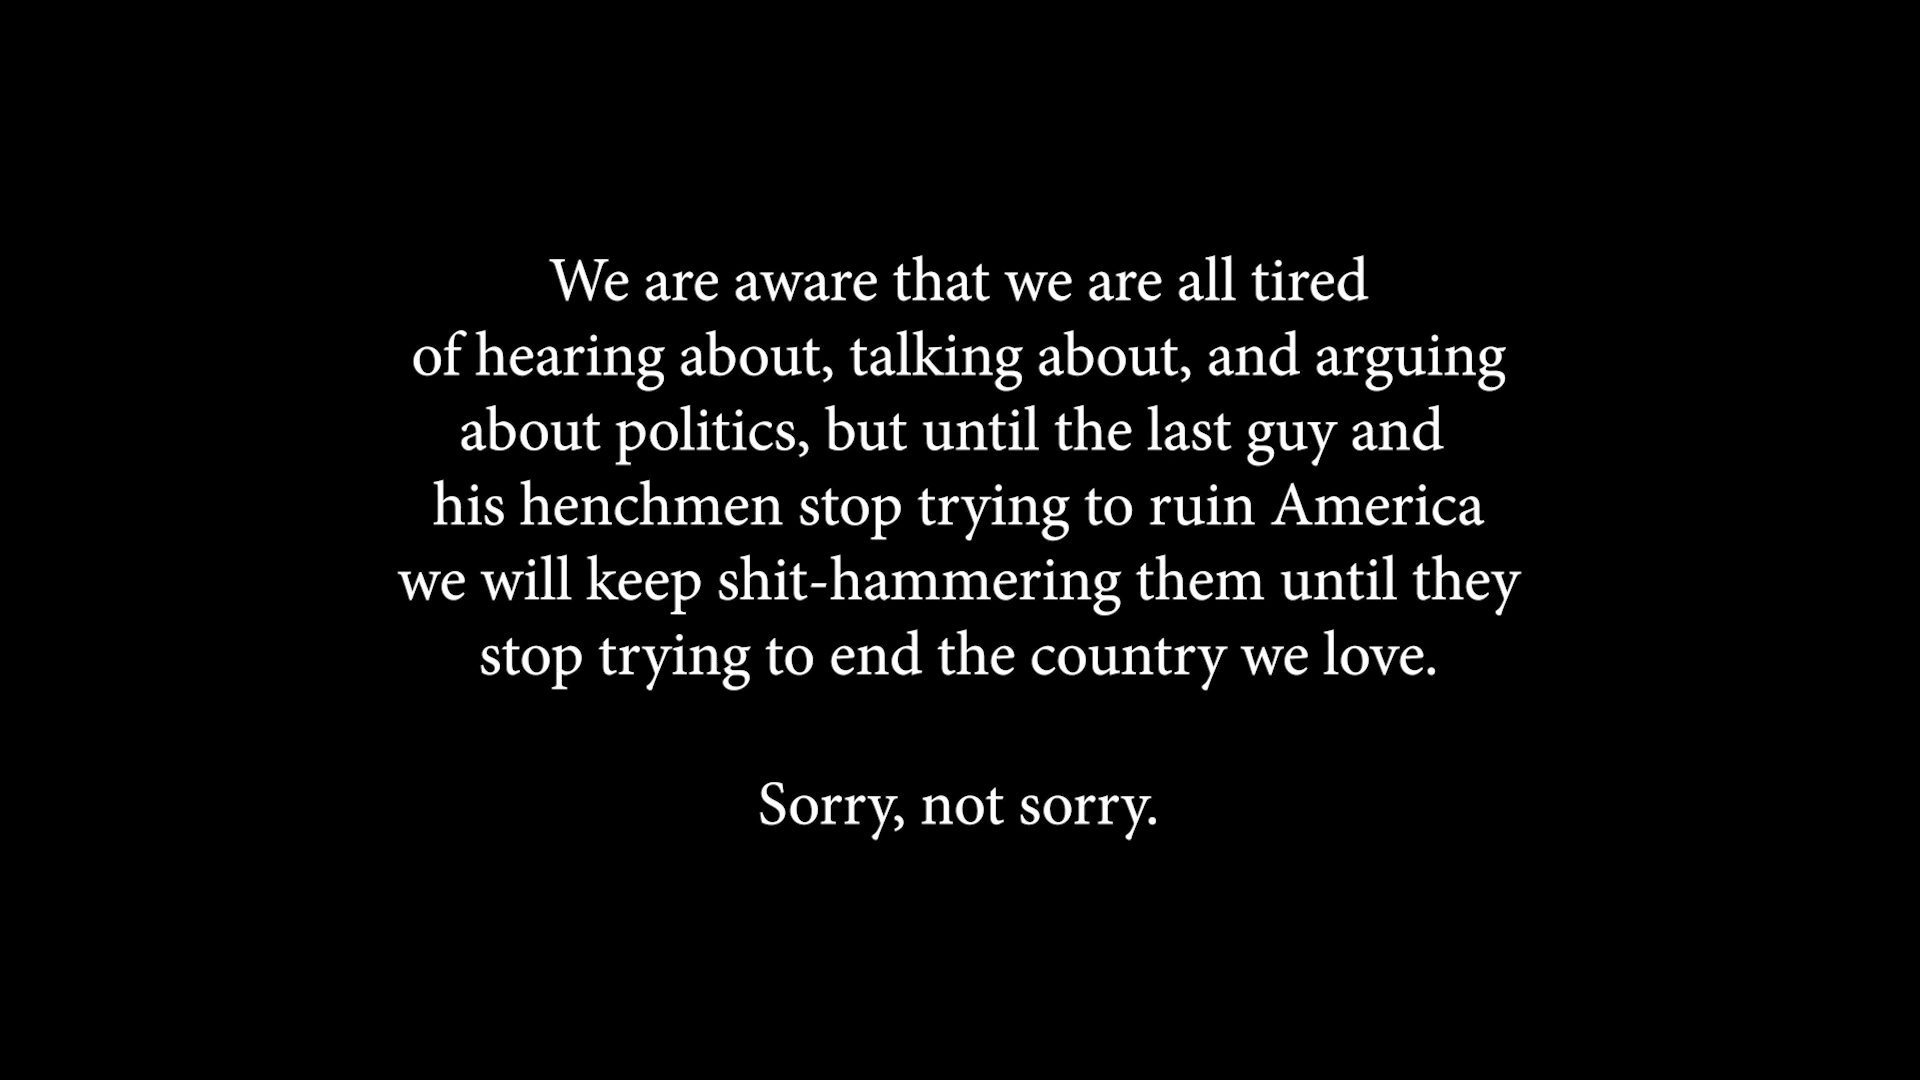 We are aware that we are all tired
of hearing about, talking about, and arguing
about politics, but until the last guy and
his henchmen stop trying to ruin America
we will keep shit-hammering them until they
stop trying to end the country we love.
Sorry, not sorry.